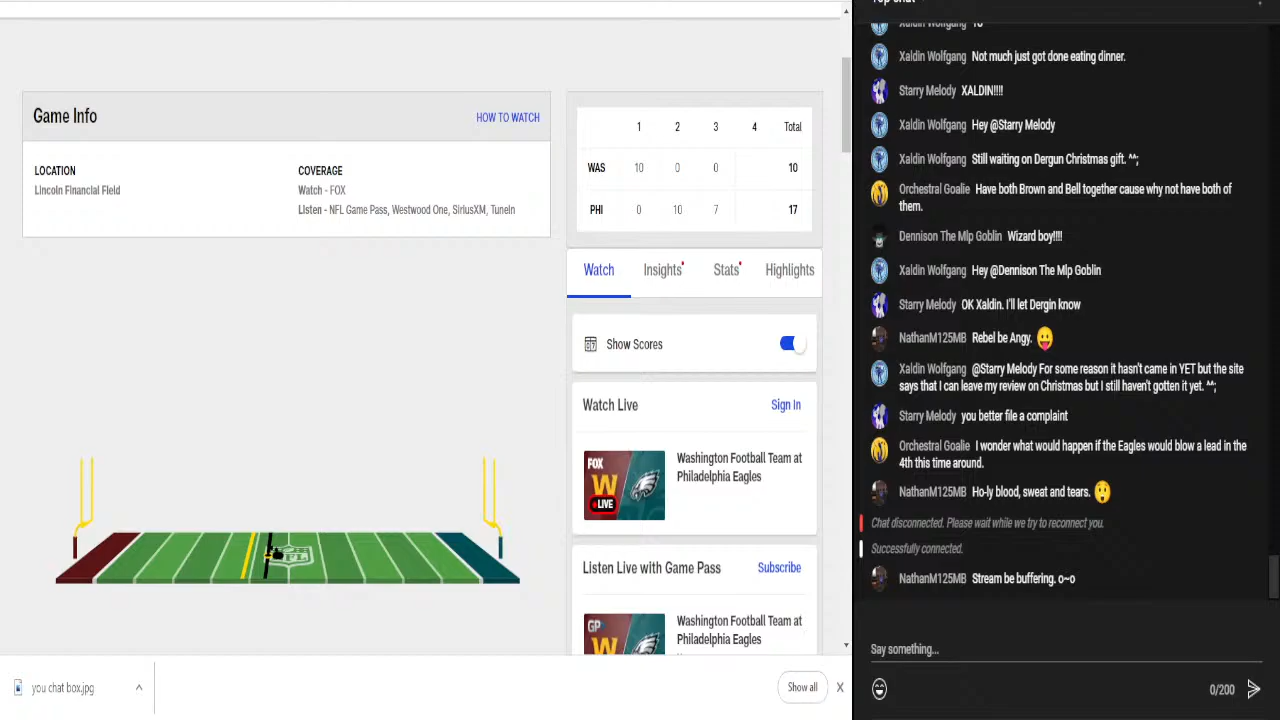 Game Info
HOW TO WATCH
LOCATION
Lincoln Financial Field
COVERAGE
Watch - FOX
Listen - NFL Game Pass, Westwood One, SiriusXM, TuneIn
1 2 3 4 Total
WAS 10 0 0 10
PHI 0 10 7 17
Watch Insights Stats Highlights
Show Scores
Watch Live Sign In
FOX
W
LIVE
Washington Football Team at
Philadelphia Eagles
Listen Live with Game Pass Subscribe
GP
W
Washington Football Team at
Philadelphia Eagles
NFL
you chat box.jpg
Show all X
Xaldin Wolfgang
Xaldin Wolfgang Not much just got done eating dinner.
Starry Melody XALDIN!!!!
Xaldin Wolfgang Hey @Starry Melody
Xaldin Wolfgang Still waiting on Dergun Christmas gift. ^^;
Orchestral Goalie Have both Brown and Bell together cause why not have both of
them.
Dennison The Mlp Goblin Wizard boy!!!!
Xaldin Wolfgang Hey @Dennison The Mlp Goblin
Starry Melody OK Xaldin. I'll let Dergin know
NathanM125MB Rebel be Angy. 😛
Xaldin Wolfgang @Starry Melody For some reason it hasn't came in YET but the site
says that I can leave my review on Christmas but I still haven't gotten it yet. ^^;
Starry Melody you better file a complaint
Orchestral Goalie I wonder what would happen if the Eagles would blow a lead in the
4th this time around.
NathanM125MB Ho-ly blood, sweat and tears. 😲
Chat disconnected. Please wait while we try to reconnect you.
Successfully connected.
NathanM125MB Stream be buffering. o~o
Say something...
0/200